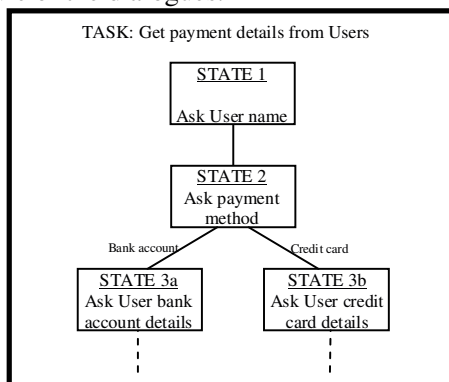 TASK: Get payment details from Users
STATE 1
Ask User name
STATE 2
Ask payment
method
Bank account
Credit card
STATE 3a
Ask User bank
account details
STATE 3b
Ask User credit
card details